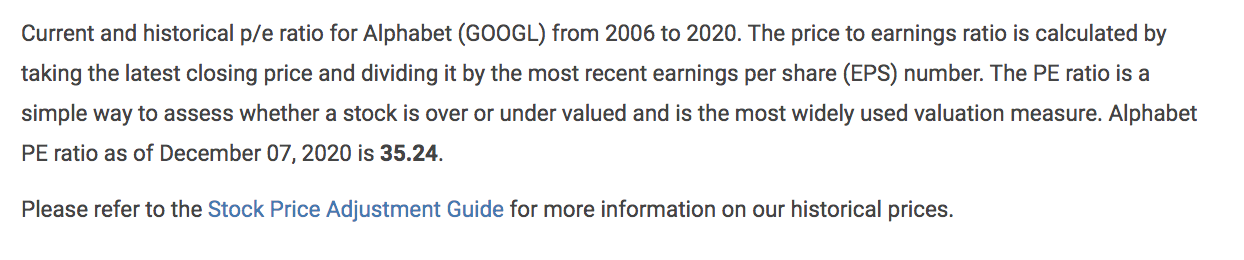 Current and historical p/e ratio for Alphabet (GOOGL) from 2006 to 2020. The price to earnings ratio is calculated by
taking the latest closing price and dividing it by the most recent earnings per share (EPS) number. The PE ratio is a
simple way to assess whether a stock is over or under valued and is the most widely used valuation measure. Alphabet
PE ratio as of December 07, 2020 is 35.24.
Please refer to the Stock Price Adjustment Guide for more information on our historical prices.